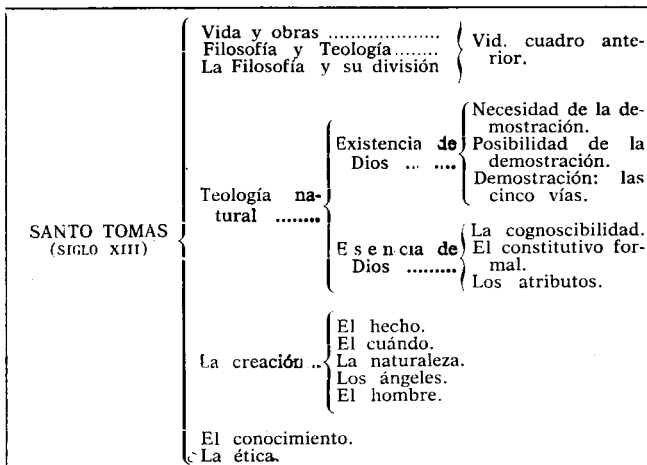 Vida y obras ...................
Filosofía y Teología........
La Filosofía y su división
Vid. cuadro ante-
rior.
SANTO TOMAS
(SIGLO XIII)
Teología na-
tural ........
Existencia de
Dios ... ....
Necesidad de la de-
mostración.
Posibilidad de la
demostración.
Demostración: las
cinco vías.
Esencia de
Dios .........
La cognoscibilidad.
El constitutivo for-
mal.
Los atributos.
La creación ..
El hecho.
El cuándo.
La naturaleza.
Los ángeles.
El hombre.
El conocimiento.
La ética.